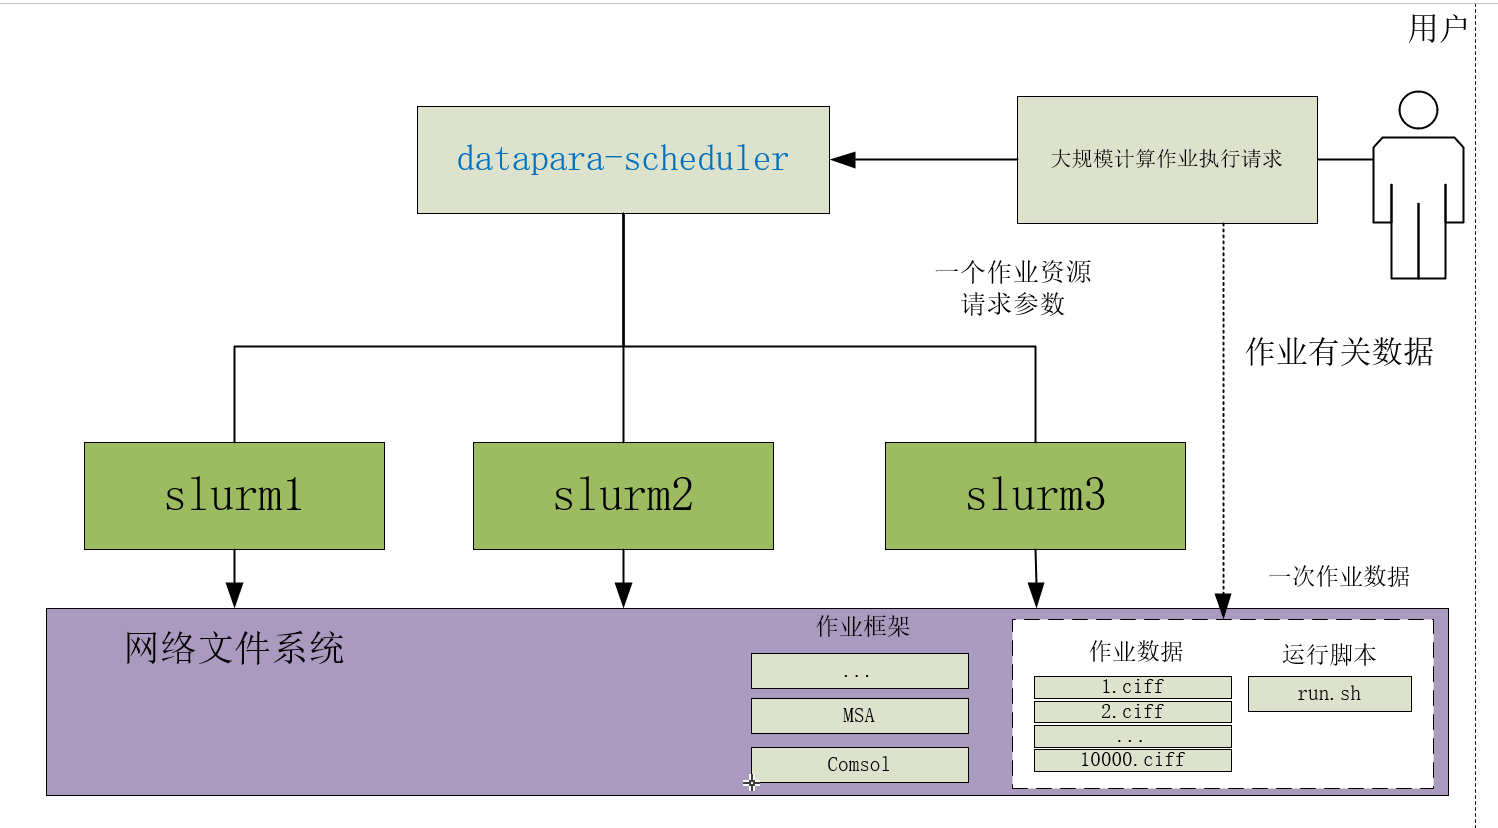 用户
datapara-scheduler
大规模计算作业执行请求
一个作业资源
请求参数
作业有关数据
slurm1
slurm2
slurm3
一次作业数据
网络文件系统
作业框架
...
MSA
Comsol
作业数据
1.ciff
2.ciff
...
10000.ciff
运行脚本
run.sh